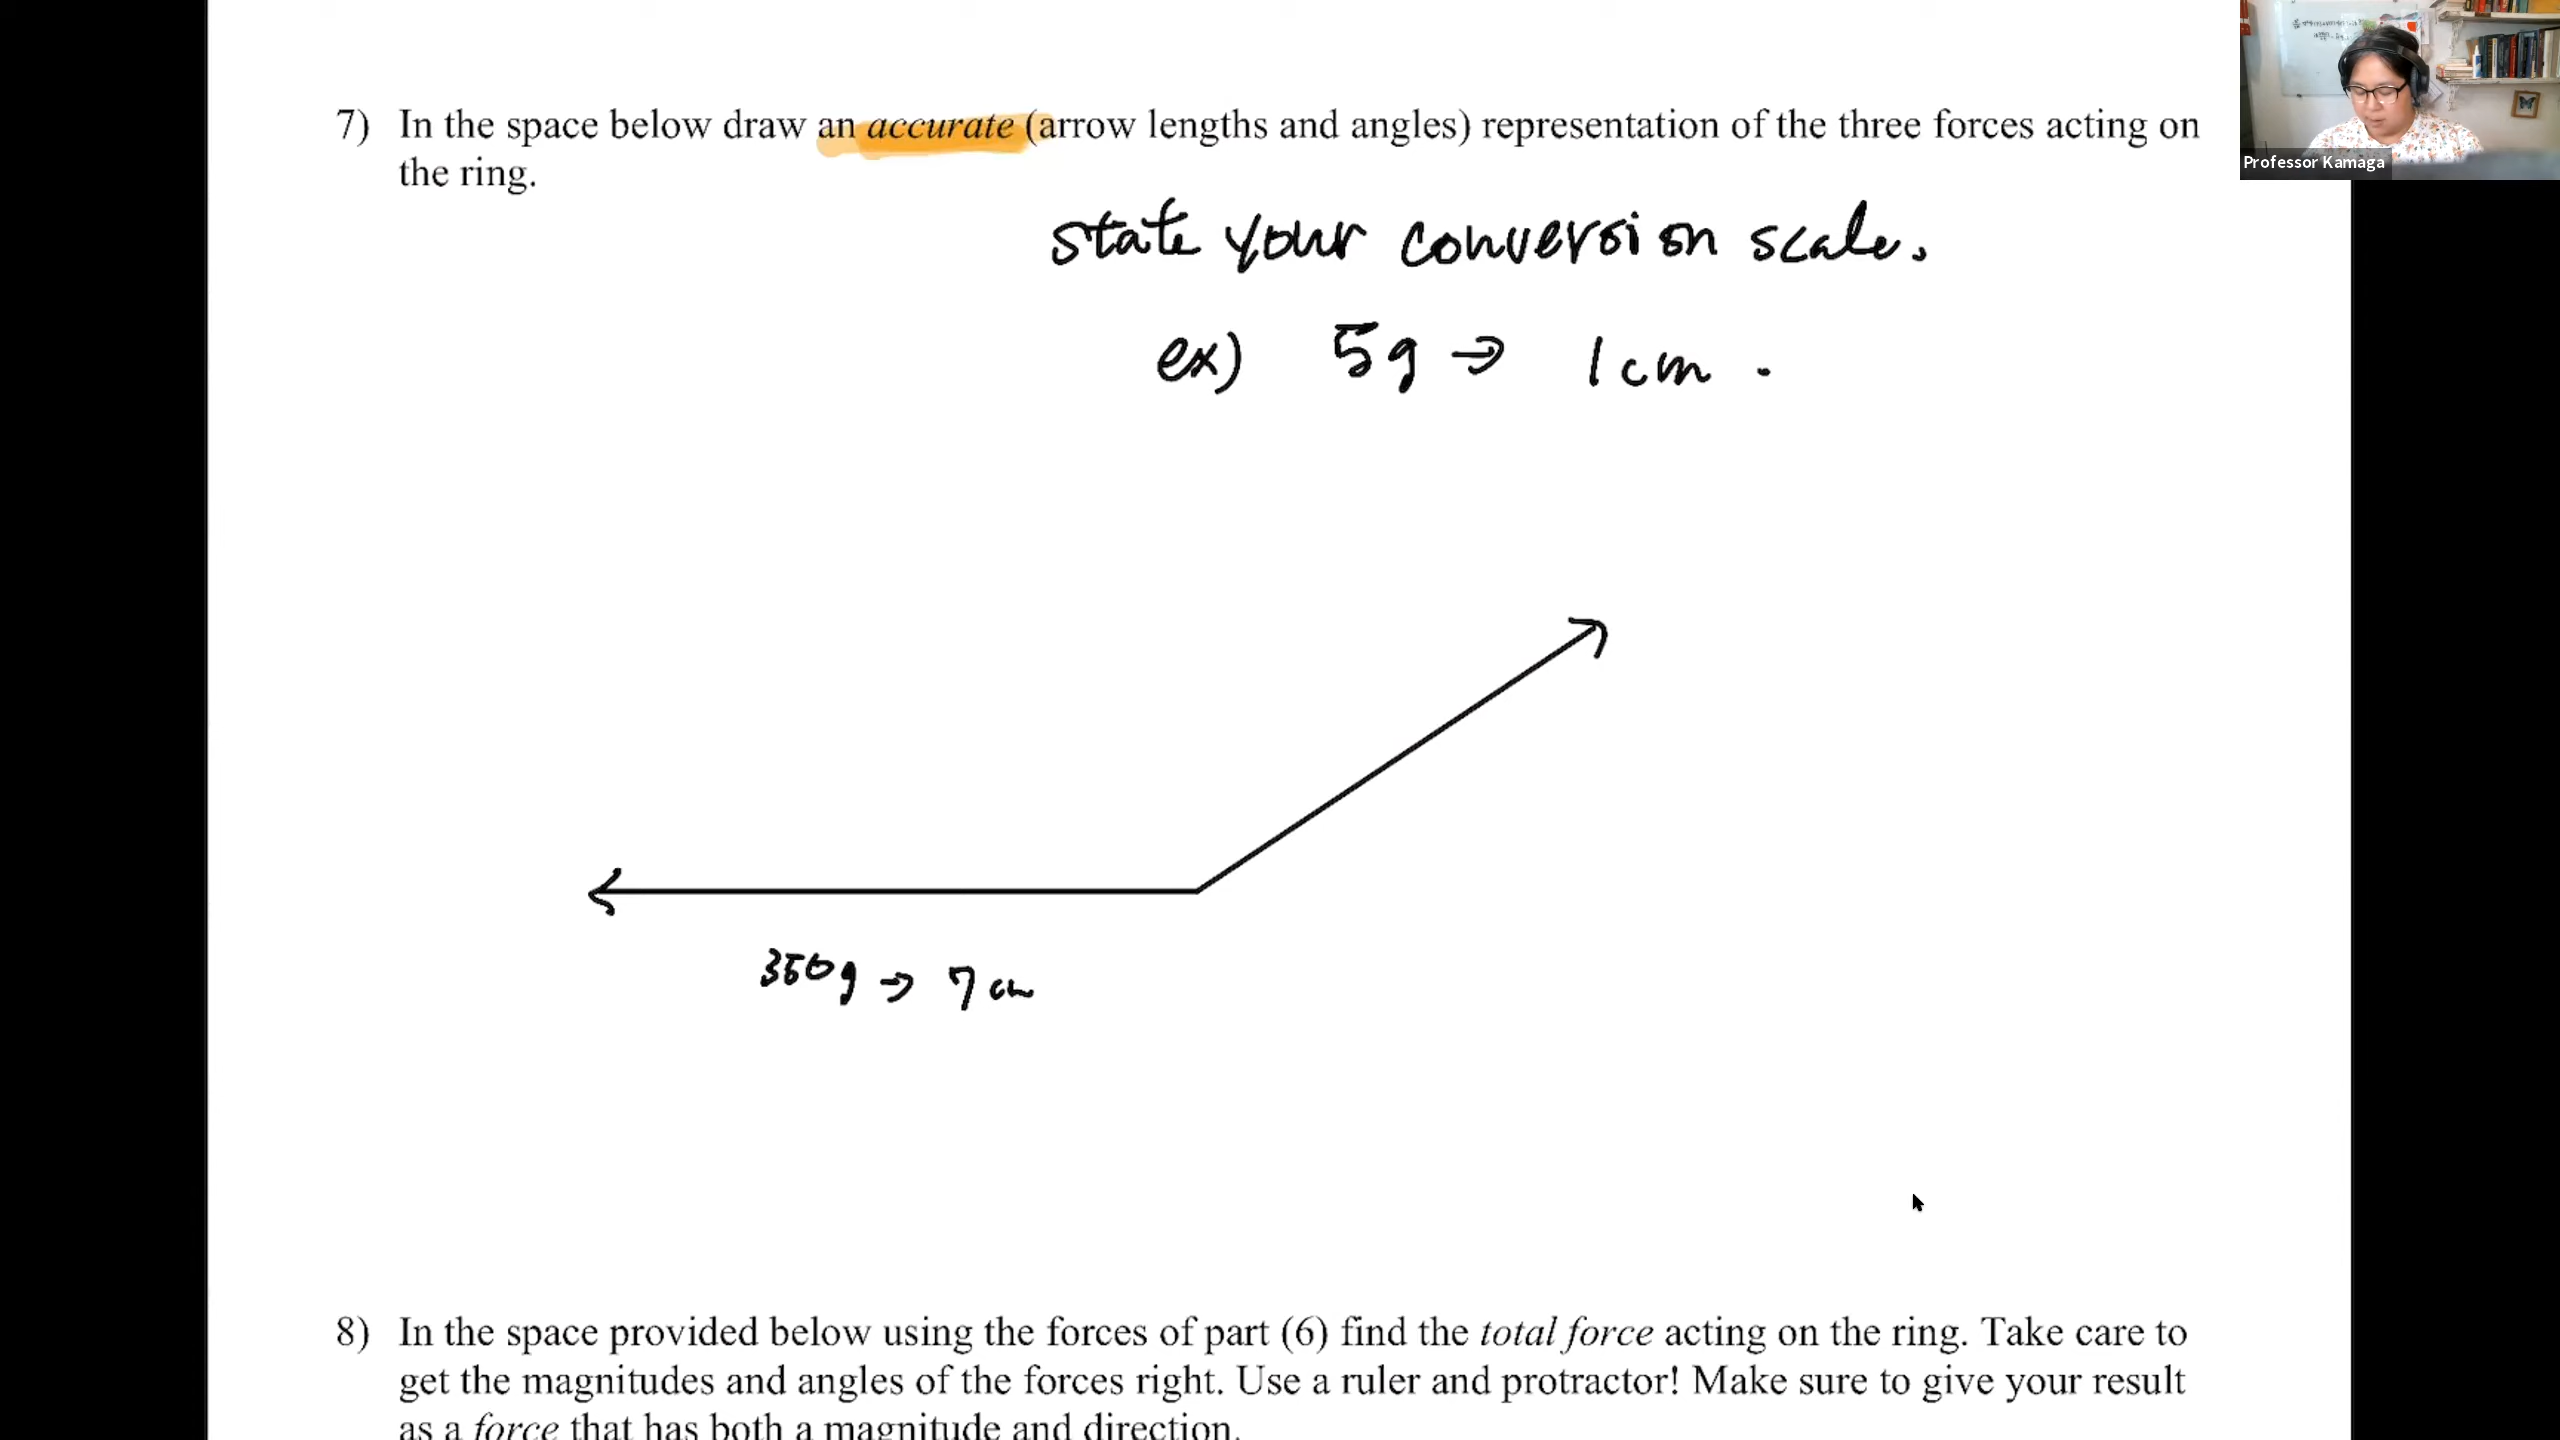 7) In the space below draw an accurate (arrow lengths and angles) representation of the three forces acting on
the ring.
state your conversion scale.
ex) 5g → 1cm .
350g → 7 cm
8) In the space provided below using the forces of part (6) find the total force acting on the ring. Take care to
get the magnitudes and angles of the forces right. Use a ruler and protractor! Make sure to give your result
as a force that has both a magnitude and direction.
Professor Kamaga